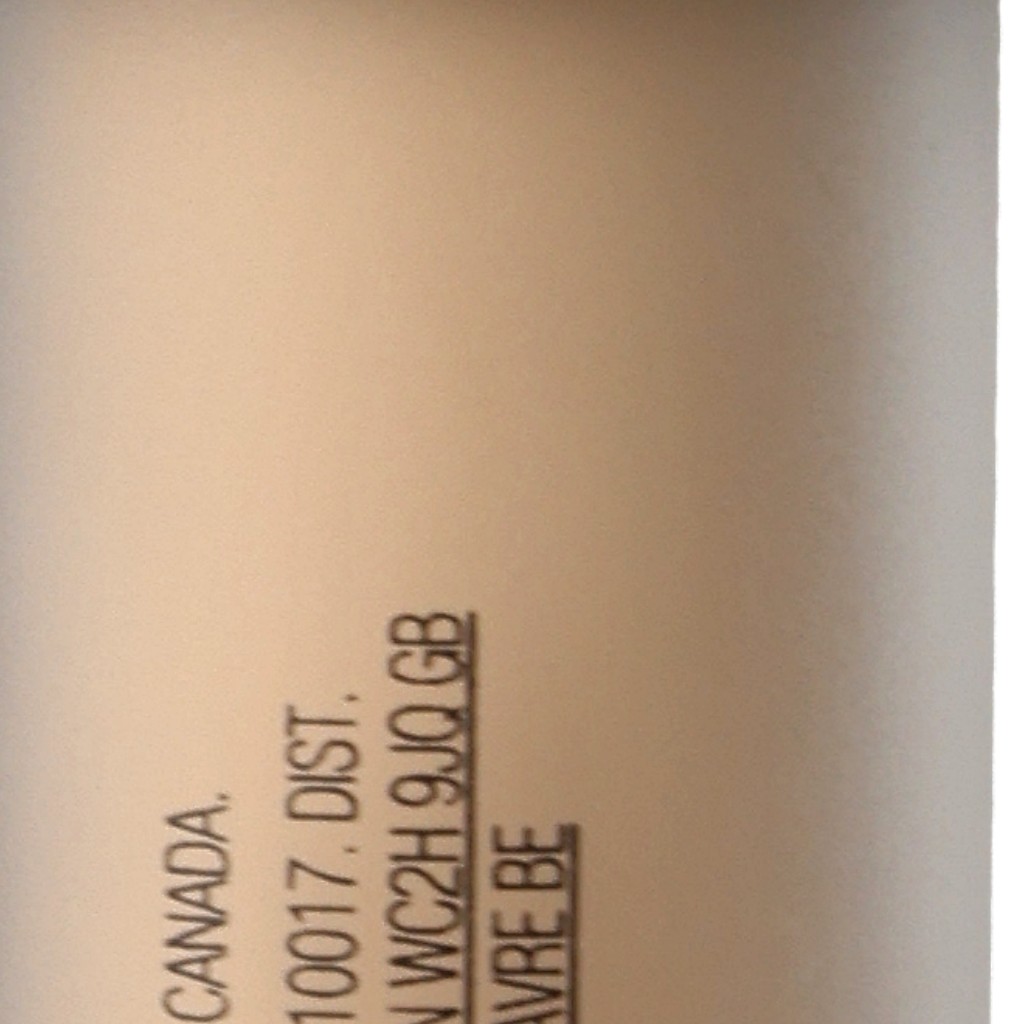 CANADA.
10017. DIST.
N WC2H 9JQ GB
AVRE BE